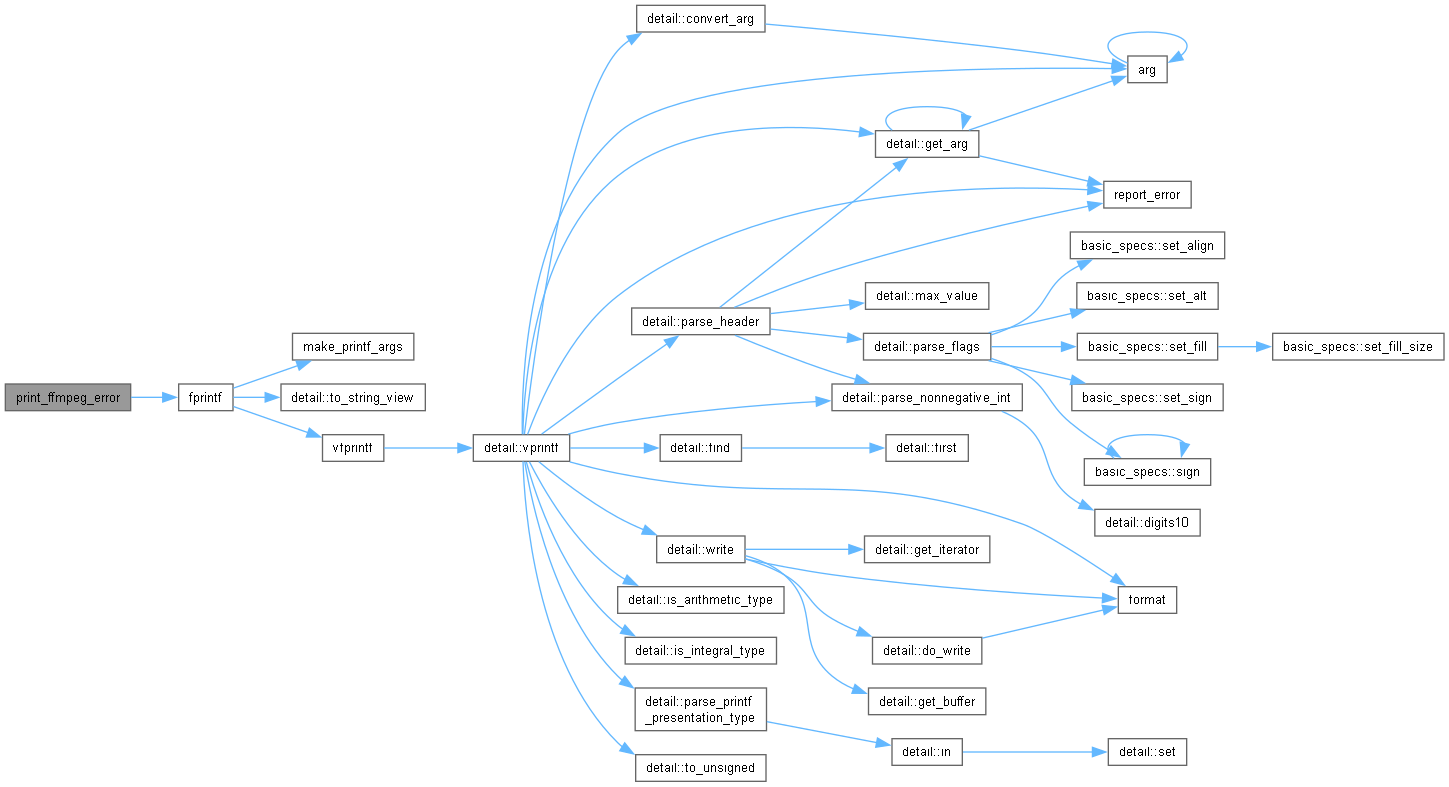 detail::convert_arg
arg
detail::get_arg
report_error
basic_specs::set_align
detail::max_value
basic_specs::set_alt
detail::parse_header
make_printf_args
detail::parse_flags
basic_specs::set_fill
basic_specs::set_fill_size
print_ffmpeg_error
fprintf
detail::to_string_view
detail::parse_nonnegative_int
basic_specs::set_sign
vfprintf
detail::vprintf
detail::find
detail::first
basic_specs::sign
detail::digits10
detail::write
detail::get_iterator
detail::is_arithmetic_type
format
detail::is_integral_type
detail::do_write
detail::parse_printf
_presentation_type
detail::get_buffer
detail::in
detail::set
detail::to_unsigned